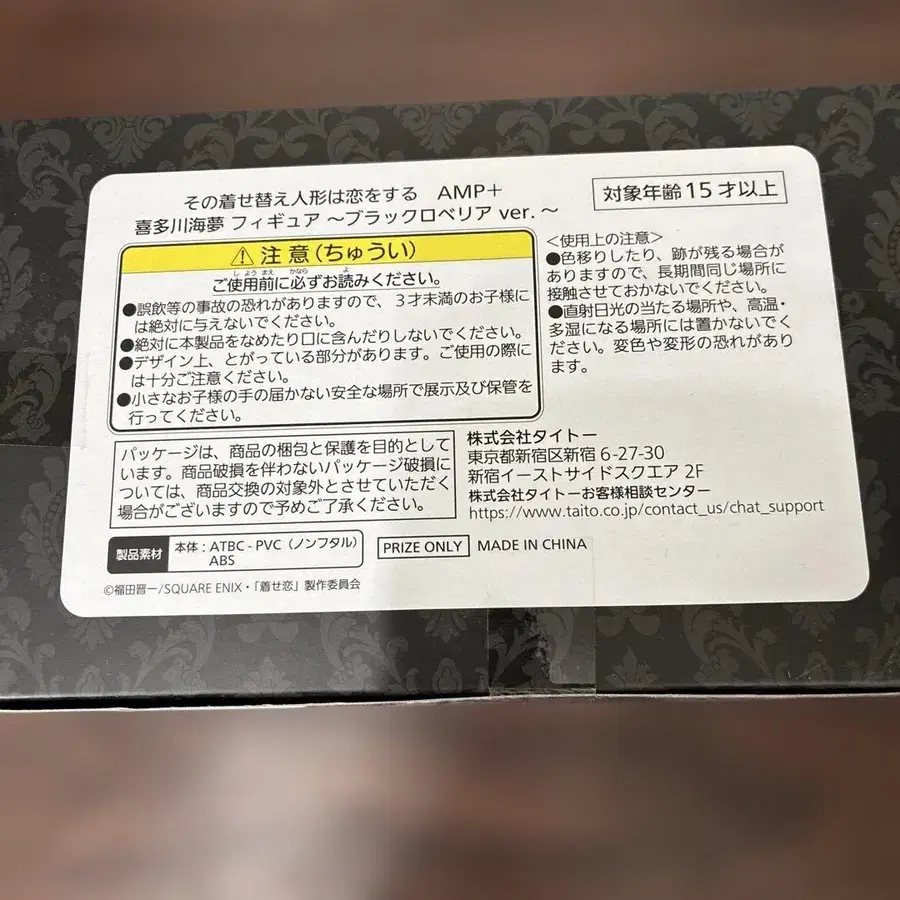 その着せ替え人形は恋をする AMP+
喜多川海夢 フィギュア ～ブラックロベリア ver. ～
対象年齢 15 才以上
⚠ 注意（ちゅうい）
ご使用前に必ずお読みください。
●誤飲等の事故の恐れがありますので、３才未満のお子様に
は絶対に与えないでください。
●絶対に本製品をなめたり口に含んだりしないでください。
●デザイン上、とがっている部分があります。ご使用の際に
は十分ご注意ください。
●小さなお子様の手の届かない安全な場所で展示及び保管を
行ってください。
＜使用上の注意＞
●色移りしたり、跡が残る場合が
ありますので、長期間同じ場所に
接触させておかないでください。
●直射日光の当たる場所や、高温・
多湿になる場所には置かないでく
ださい。変色や変形の恐れがあり
ます。
パッケージは、商品の梱包と保護を目的として
います。商品破損を伴わないパッケージ破損に
ついては、商品交換の対象外とさせていただく
場合がございますので予めご了承ください。
株式会社タイトー
東京都新宿区新宿 6-27-30
新宿イーストサイドスクエア 2F
株式会社タイトーお客様相談センター
https://www.taito.co.jp/contact_us/chat_support
製品素材 本体：ATBC - PVC（ノンフタル）
ABS
PRIZE ONLY MADE IN CHINA
©福田晋一/SQUARE ENIX・「着せ恋」製作委員会